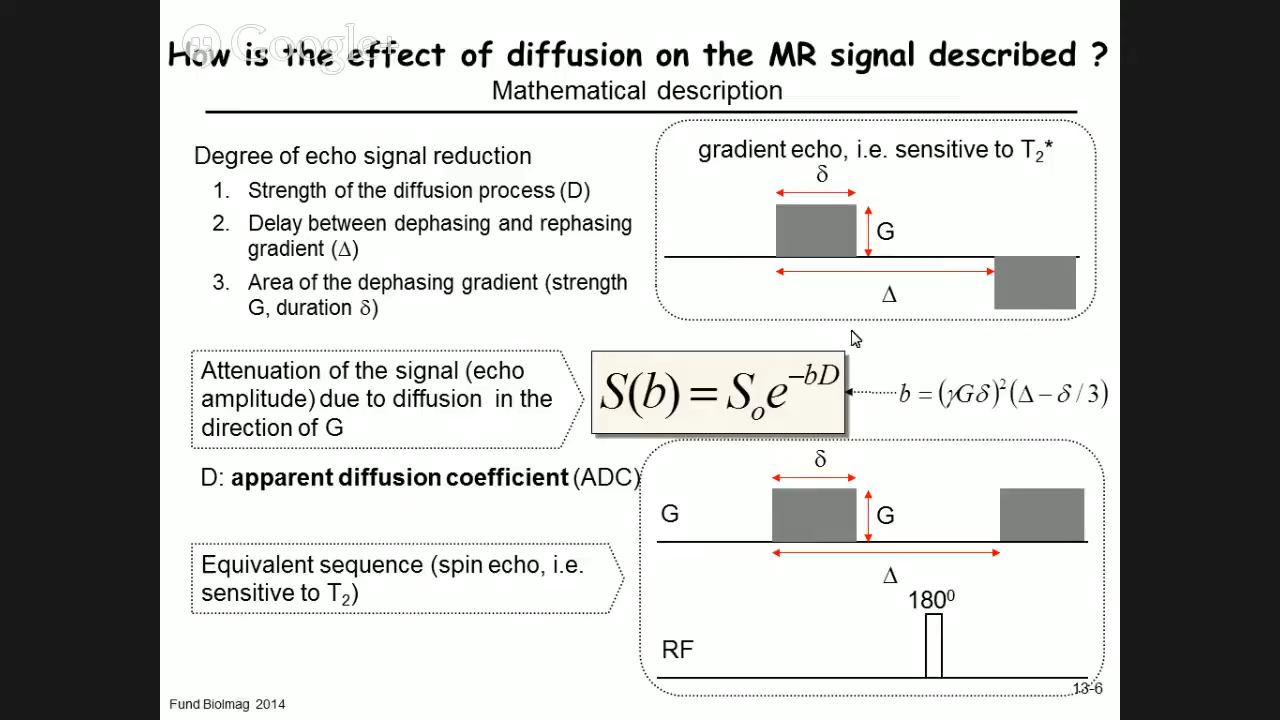 Google+
How is the effect of diffusion on the MR signal described ?
Mathematical description
Degree of echo signal reduction
1. Strength of the diffusion process (D)
2. Delay between dephasing and rephasing
gradient (Δ)
3. Area of the dephasing gradient (strength
G, duration δ)
gradient echo, i.e. sensitive to T₂*
δ
G
Δ
Attenuation of the signal (echo
amplitude) due to diffusion in the
direction of G
S(b) = Sₒe^{−bD}
b = (γGδ)²(Δ − δ / 3)
D: apparent diffusion coefficient (ADC)
δ
G
G
Δ
Equivalent sequence (spin echo, i.e.
sensitive to T₂)
180⁰
RF
13-6
Fund BioImag 2014